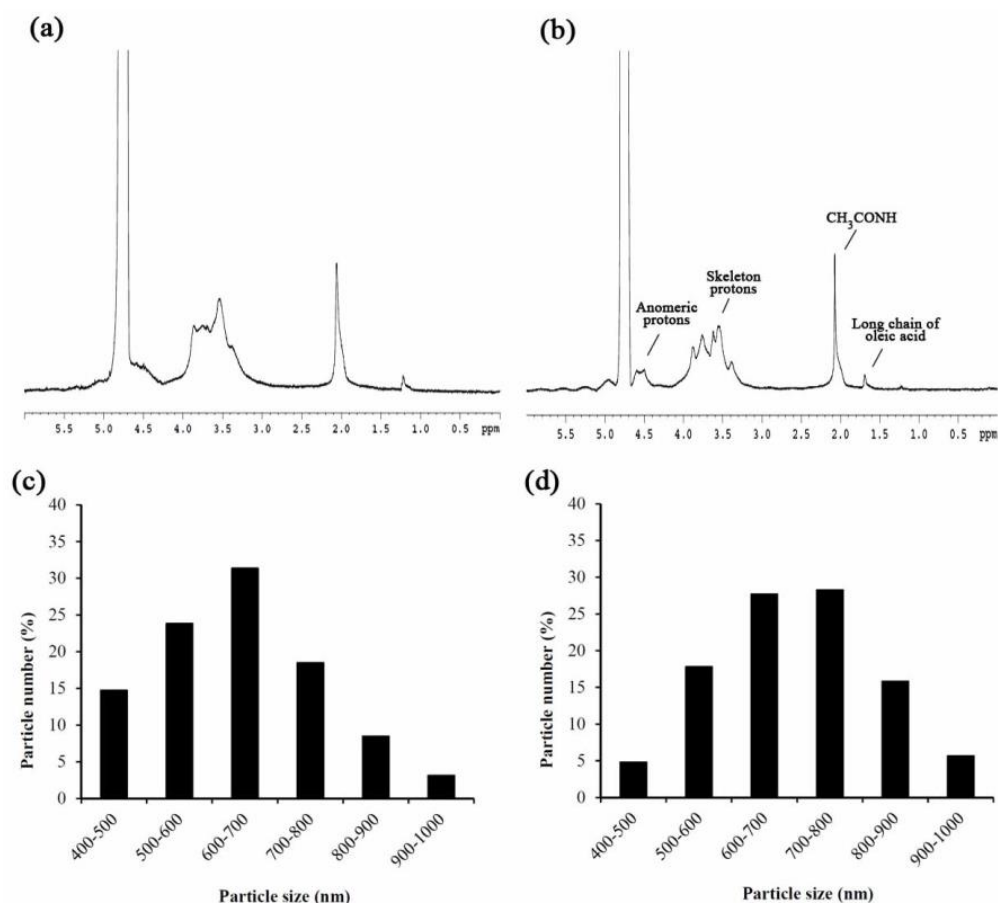 (a)
5.5 5.0 4.5 4.0 3.5 3.0 2.5 2.0 1.5 1.0 0.5 ppm
(b)
CH₃CONH
Skeleton
protons
Anomeric
protons
Long chain of
oleic acid
5.5 5.0 4.5 4.0 3.5 3.0 2.5 2.0 1.5 1.0 0.5 ppm
(c)
Particle number (%)
40
35
30
25
20
15
10
5
0
400-500 500-600 600-700 700-800 800-900 900-1000
Particle size (nm)
(d)
Particle number (%)
40
35
30
25
20
15
10
5
0
400-500 500-600 600-700 700-800 800-900 900-1000
Particle size (nm)